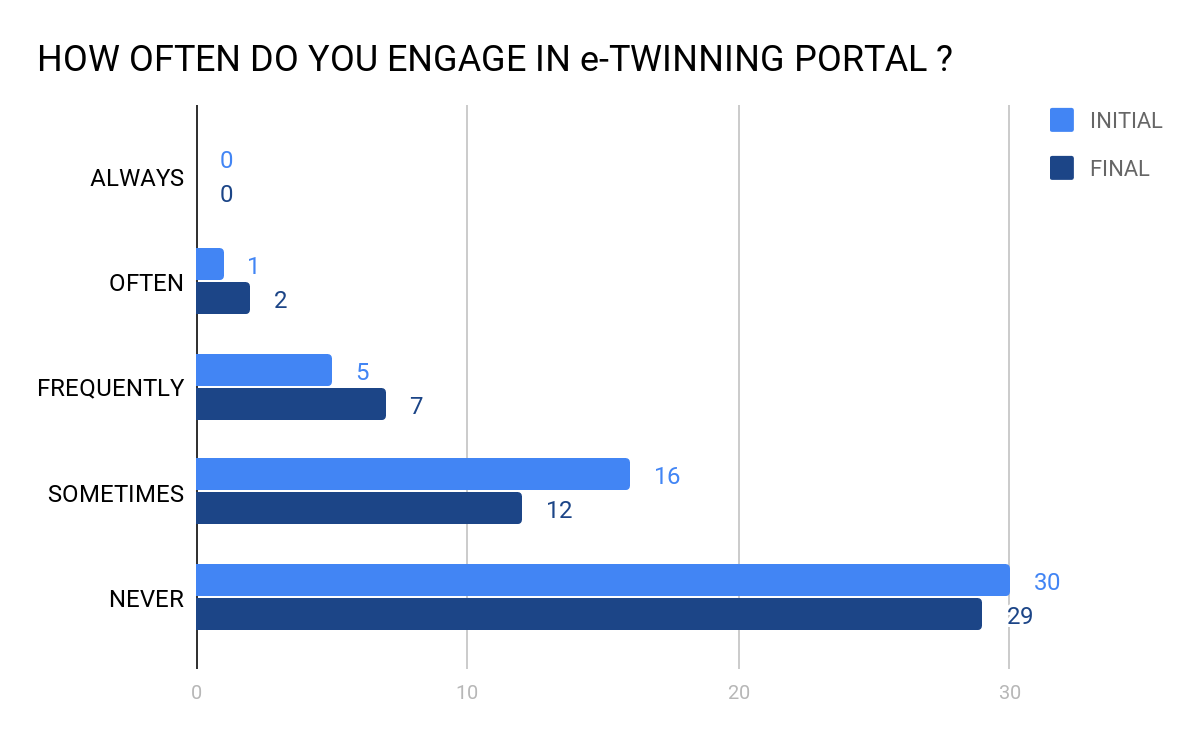 HOW OFTEN DO YOU ENGAGE IN e-TWINNING PORTAL ?
INITIAL
FINAL
ALWAYS
0
0
OFTEN
1
2
FREQUENTLY
5
7
SOMETIMES
16
12
NEVER
30
29
0
10
20
30